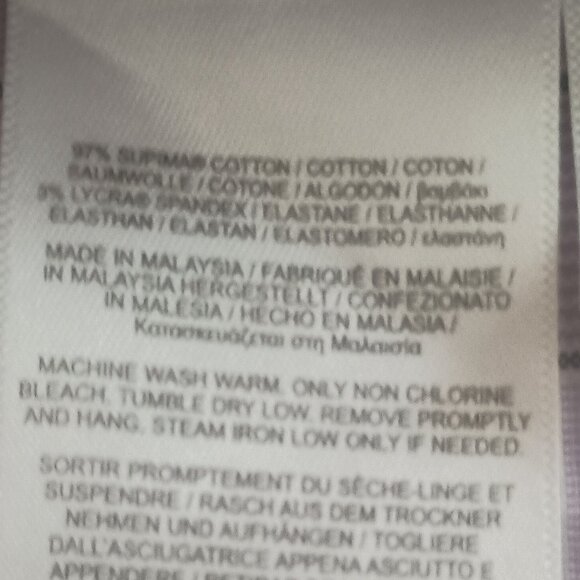 97% SUPIMA® COTTON / COTTON / COTON /
BAUMWOLLE / COTONE / ALGODON / βαμβάκι
3% LYCRA® SPANDEX / ELASTANE / ELASTHANNE /
ELASTHAN / ELASTAN / ELASTOMERO / ελαστάνη
MADE IN MALAYSIA / FABRIQUÉ EN MALAISIE /
IN MALAYSIA HERGESTELLT / CONFEZIONATO
IN MALESIA / HECHO EN MALASIA /
Κατασκευάζεται στη Μαλαισία
MACHINE WASH WARM. ONLY NON CHLORINE
BLEACH. TUMBLE DRY LOW. REMOVE PROMPTLY
AND HANG. STEAM IRON LOW ONLY IF NEEDED.
SORTIR PROMPTEMENT DU SÈCHE-LINGE ET
SUSPENDRE / RASCH AUS DEM TROCKNER
NEHMEN UND AUFHÄNGEN / TOGLIERE
DALL'ASCIUGATRICE APPENA ASCIUTTO E
APPENDERE /